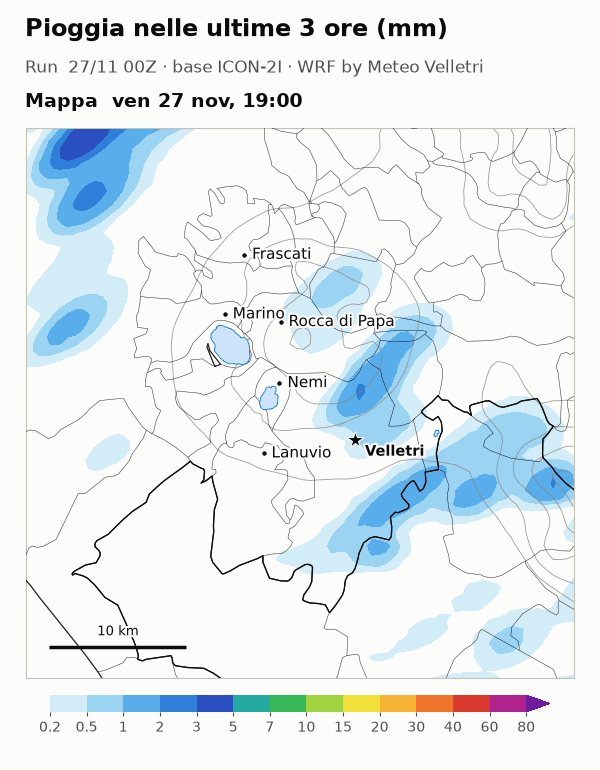 Pioggia nelle ultime 3 ore (mm)
Run 27/11 00Z · base ICON-2I · WRF by Meteo Velletri
Mappa ven 27 nov, 19:00
Frascati
Marino
Rocca di Papa
Nemi
Velletri
Lanuvio
10 km
0.2 0.5 1 2 3 5 7 10 15 20 30 40 60 80